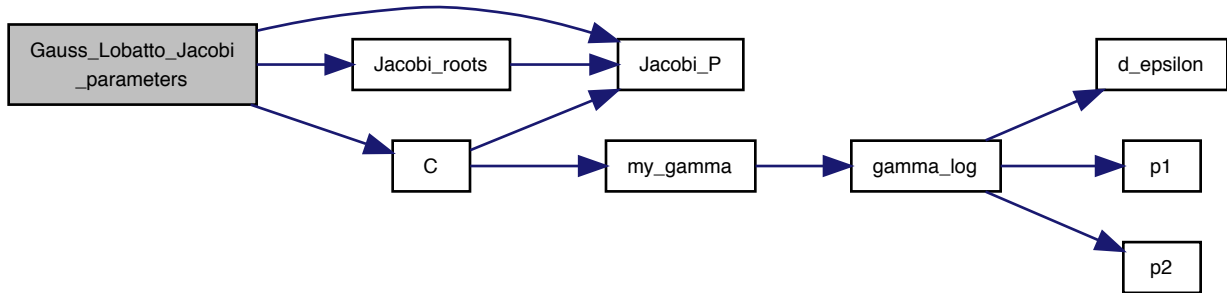 Gauss_Lobatto_Jacobi
_parameters
Jacobi_roots
Jacobi_P
C
my_gamma
gamma_log
d_epsilon
p1
p2